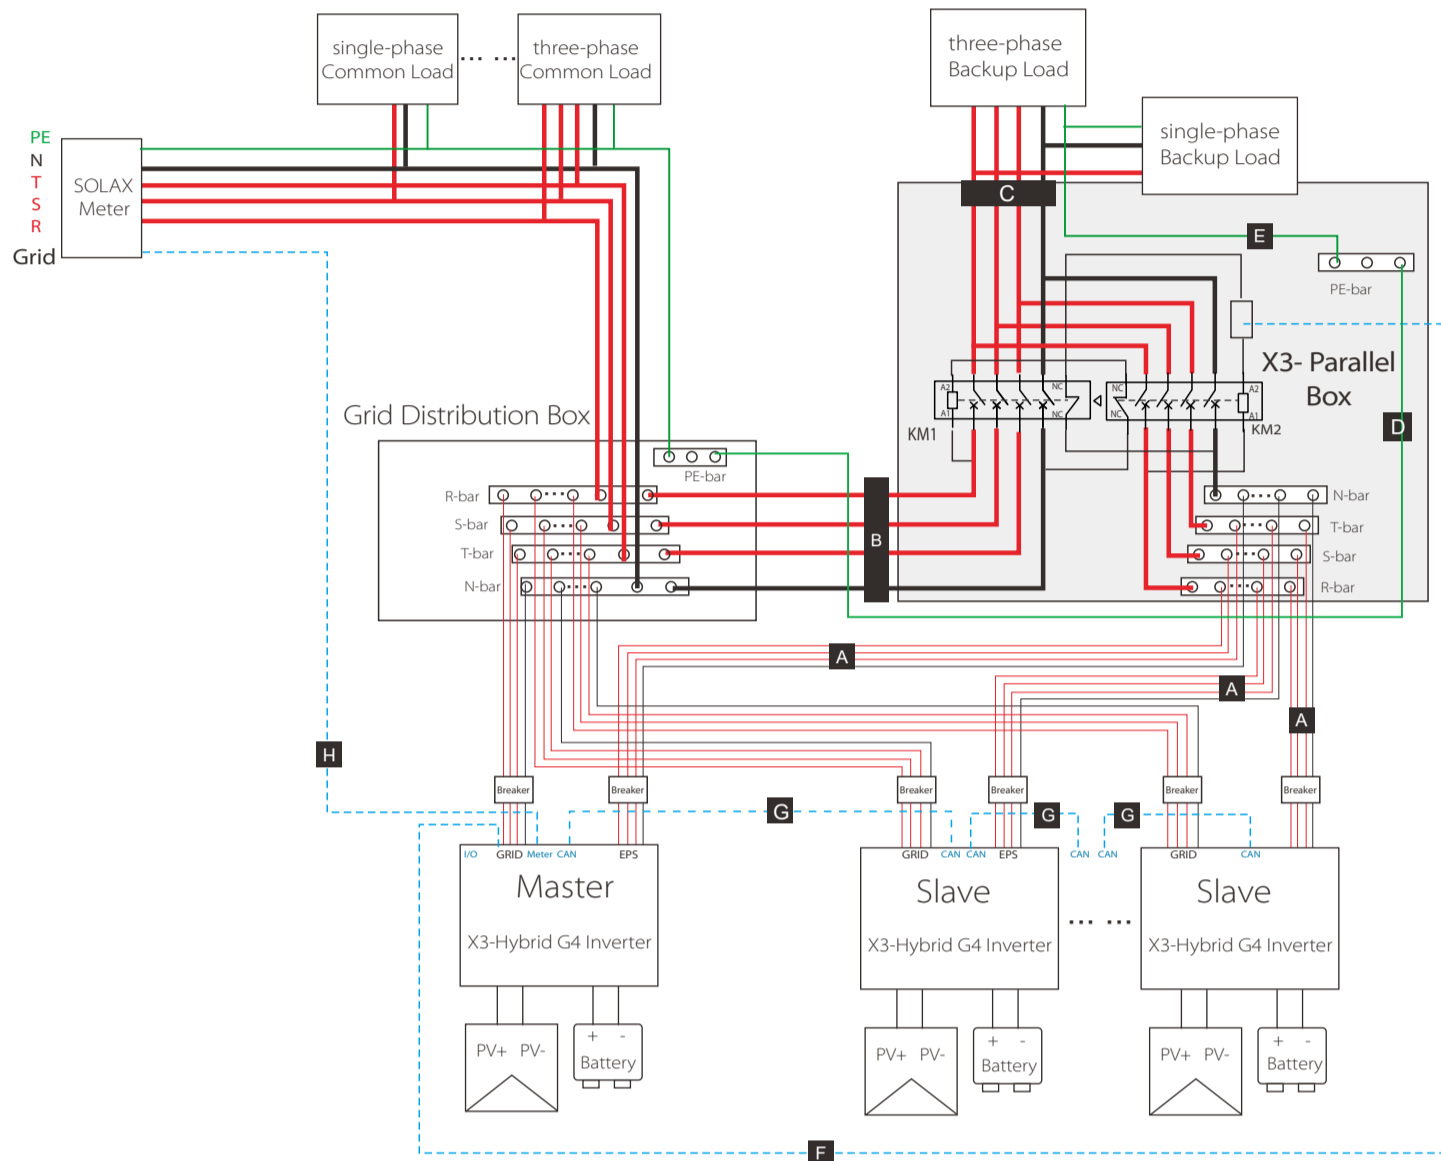 single-phase
Common Load
three-phase
Common Load
three-phase
Backup Load
single-phase
Backup Load
PE
N
T
S
R
Grid
SOLAX
Meter
C
E
PE-bar
X3- Parallel
Box
D
A2
A1
NC
NC
KM1
NC
NC
A2
A1
KM2
Grid Distribution Box
PE-bar
R-bar
S-bar
T-bar
N-bar
B
N-bar
T-bar
S-bar
R-bar
A
A
A
H
Breaker
Breaker
Breaker
Breaker
Breaker
Breaker
G
G
G
I/O
GRID
Meter
CAN
EPS
GRID
CAN
CAN
EPS
CAN
CAN
GRID
CAN
Master
X3-Hybrid G4 Inverter
Slave
X3-Hybrid G4 Inverter
Slave
X3-Hybrid G4 Inverter
PV+ PV-
+ -
Battery
PV+ PV-
+ -
Battery
PV+ PV-
+ -
Battery
F